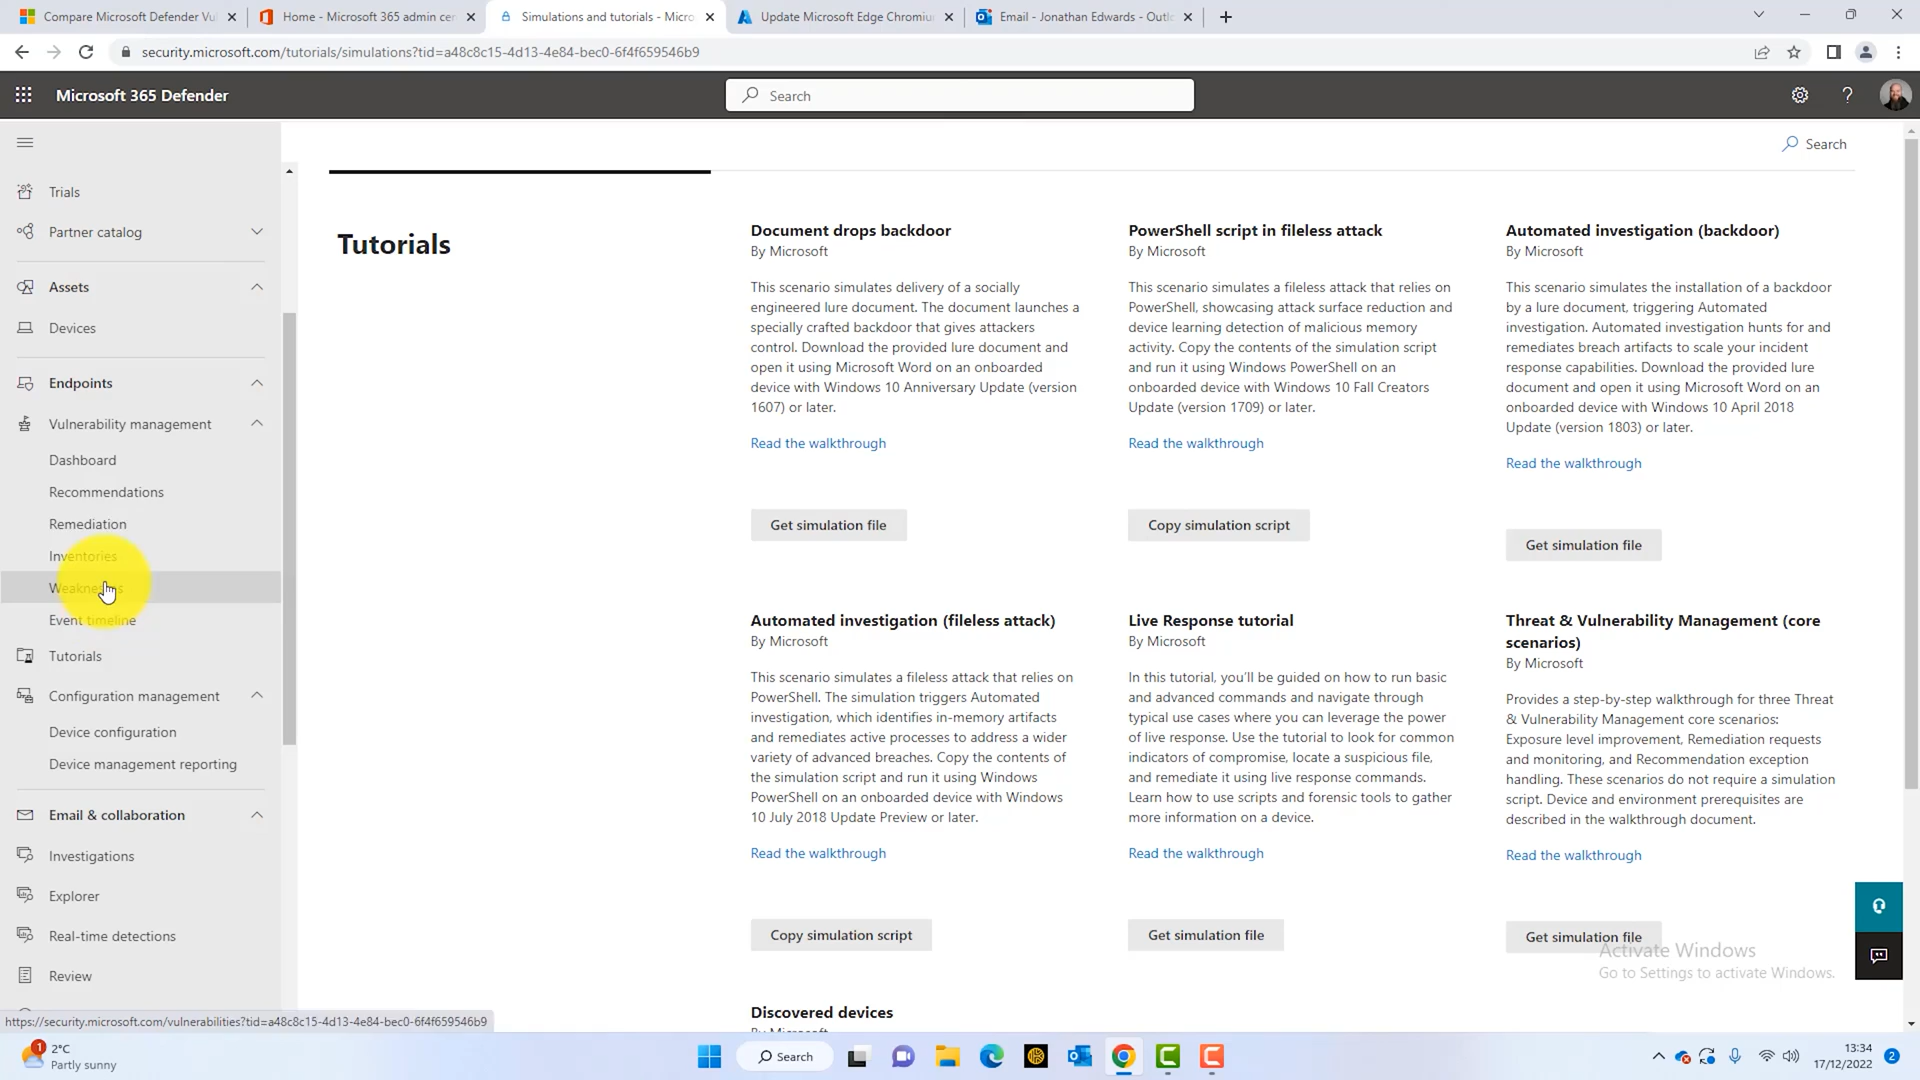 Compare Microsoft Defender Vul
Home - Microsoft 365 admin cen
Simulations and tutorials - Micro
Update Microsoft Edge Chromiu
Email - Jonathan Edwards - Outl
security.microsoft.com/tutorials/simulations?tid=a48c8c15-4d13-4e84-bec0-6f4f659546b9
Microsoft 365 Defender
Search
Search
Trials
Partner catalog
Assets
Devices
Endpoints
Vulnerability management
Dashboard
Recommendations
Remediation
Inventories
Weaknesses
Event timeline
Tutorials
Configuration management
Device configuration
Device management reporting
Email & collaboration
Investigations
Explorer
Real-time detections
Review
https://security.microsoft.com/vulnerabilities?tid=a48c8c15-4d13-4e84-bec0-6f4f659546b9
Tutorials
Document drops backdoor
By Microsoft
This scenario simulates delivery of a socially
engineered lure document. The document launches a
specially crafted backdoor that gives attackers
control. Download the provided lure document and
open it using Microsoft Word on an onboarded
device with Windows 10 Anniversary Update (version
1607) or later.
Read the walkthrough
Get simulation file
PowerShell script in fileless attack
By Microsoft
This scenario simulates a fileless attack that relies on
PowerShell, showcasing attack surface reduction and
device learning detection of malicious memory
activity. Copy the contents of the simulation script
and run it using Windows PowerShell on an
onboarded device with Windows 10 Fall Creators
Update (version 1709) or later.
Read the walkthrough
Copy simulation script
Automated investigation (backdoor)
By Microsoft
This scenario simulates the installation of a backdoor
by a lure document, triggering Automated
investigation. Automated investigation hunts for and
remediates breach artifacts to scale your incident
response capabilities. Download the provided lure
document and open it using Microsoft Word on an
onboarded device with Windows 10 April 2018
Update (version 1803) or later.
Read the walkthrough
Get simulation file
Automated investigation (fileless attack)
By Microsoft
This scenario simulates a fileless attack that relies on
PowerShell. The simulation triggers Automated
investigation, which identifies in-memory artifacts
and remediates active processes to address a wider
variety of advanced breaches. Copy the contents of
the simulation script and run it using Windows
PowerShell on an onboarded device with Windows
10 July 2018 Update Preview or later.
Read the walkthrough
Copy simulation script
Live Response tutorial
By Microsoft
In this tutorial, you'll be guided on how to run basic
and advanced commands and navigate through
typical use cases where you can leverage the power
of live response. Use the tutorial to look for common
indicators of compromise, locate a suspicious file,
and remediate it using live response commands.
Learn how to use scripts and forensic tools to gather
more information on a device.
Read the walkthrough
Get simulation file
Threat & Vulnerability Management (core
scenarios)
By Microsoft
Provides a step-by-step walkthrough for three Threat
& Vulnerability Management core scenarios:
Exposure level improvement, Remediation requests
and monitoring, and Recommendation exception
handling. These scenarios do not require a simulation
script. Device and environment prerequisites are
described in the walkthrough document.
Read the walkthrough
Get simulation file
Discovered devices
By Microsoft
Activate Windows
Go to Settings to activate Windows.
1
2°C
Partly sunny
Search
13:34
17/12/2022
2